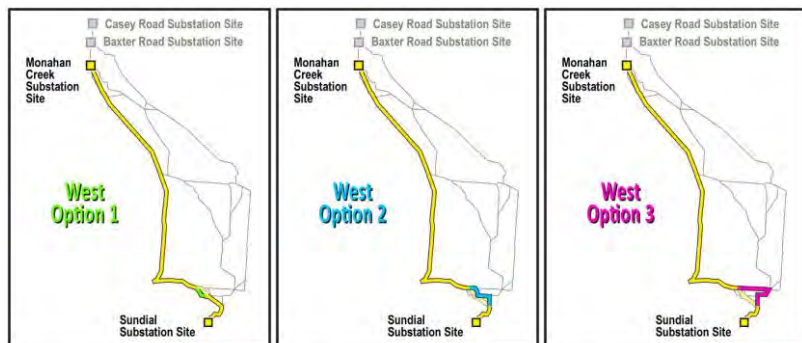 Casey Road Substation Site
Baxter Road Substation Site
Monahan
Creek
Substation
Site
West
Option 1
Sundial
Substation Site
Casey Road Substation Site
Baxter Road Substation Site
Monahan
Creek
Substation
Site
West
Option 2
Sundial
Substation Site
Casey Road Substation Site
Baxter Road Substation Site
Monahan
Creek
Substation
Site
West
Option 3
Sundial
Substation Site